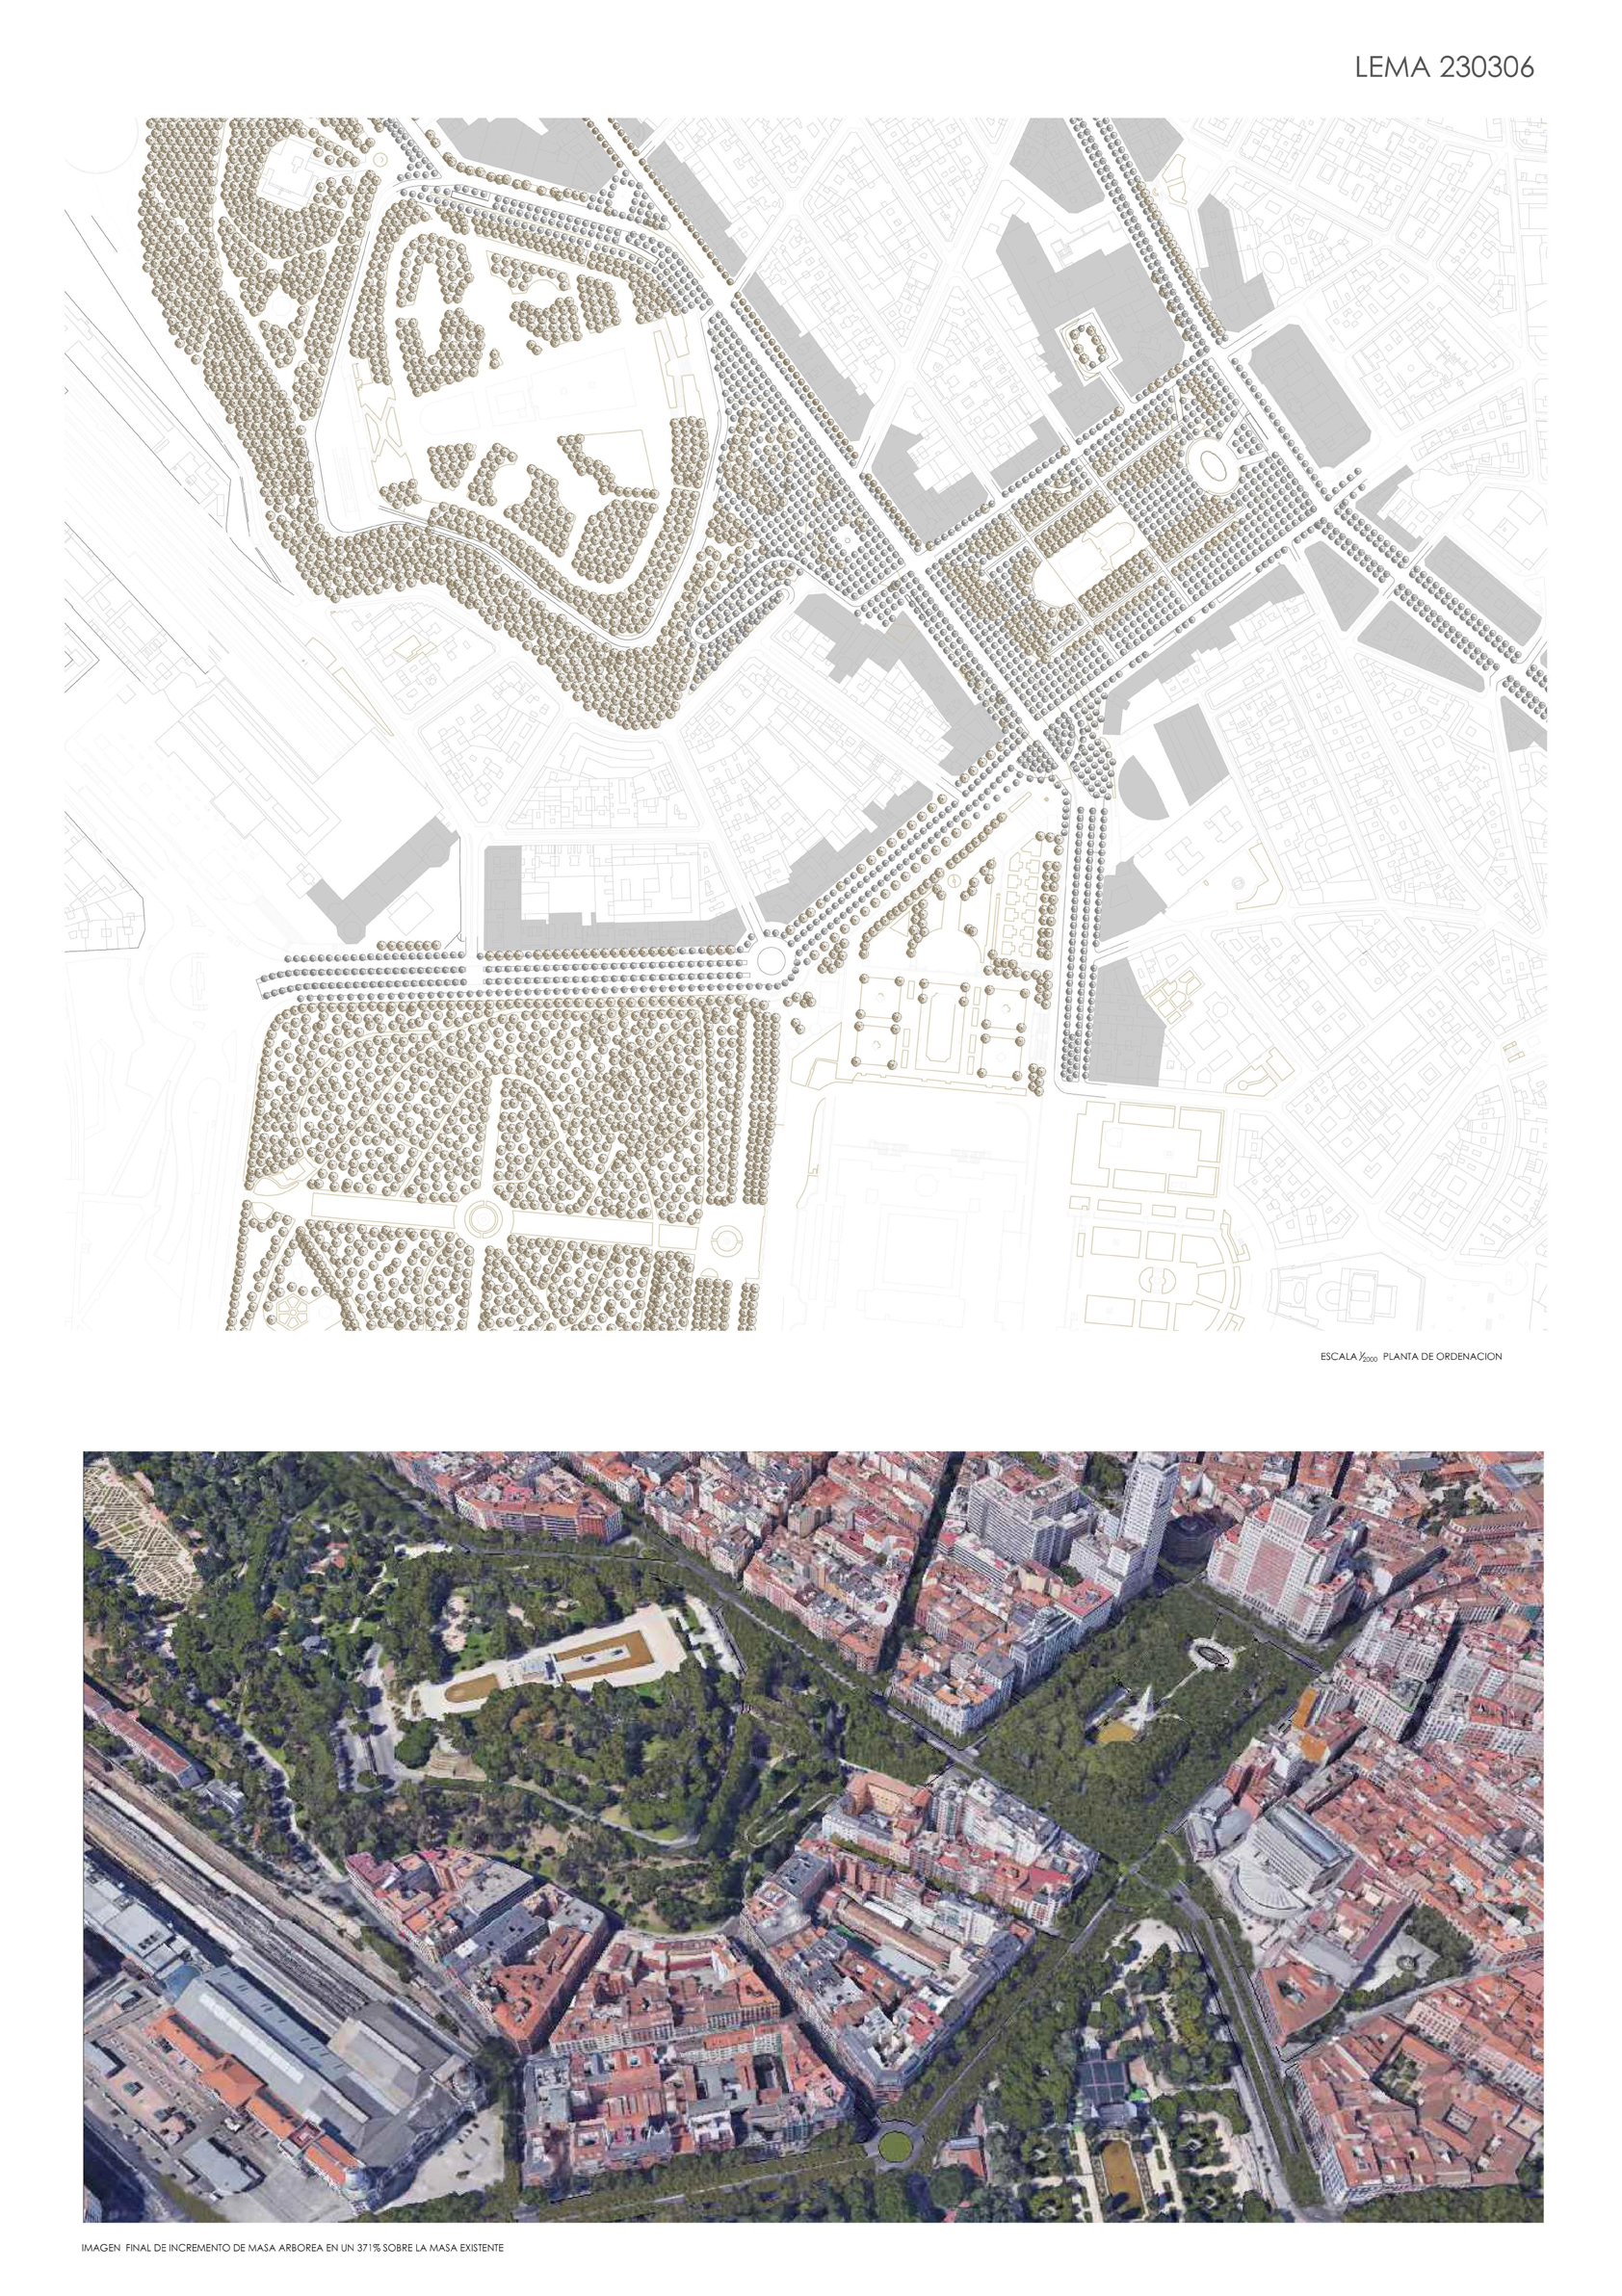 LEMA 230306
ESCALA 1/2000 PLANTA DE ORDENACION
IMAGEN FINAL DE INCREMENTO DE MASA ARBOREA EN UN 371% SOBRE LA MASA EXISTENTE